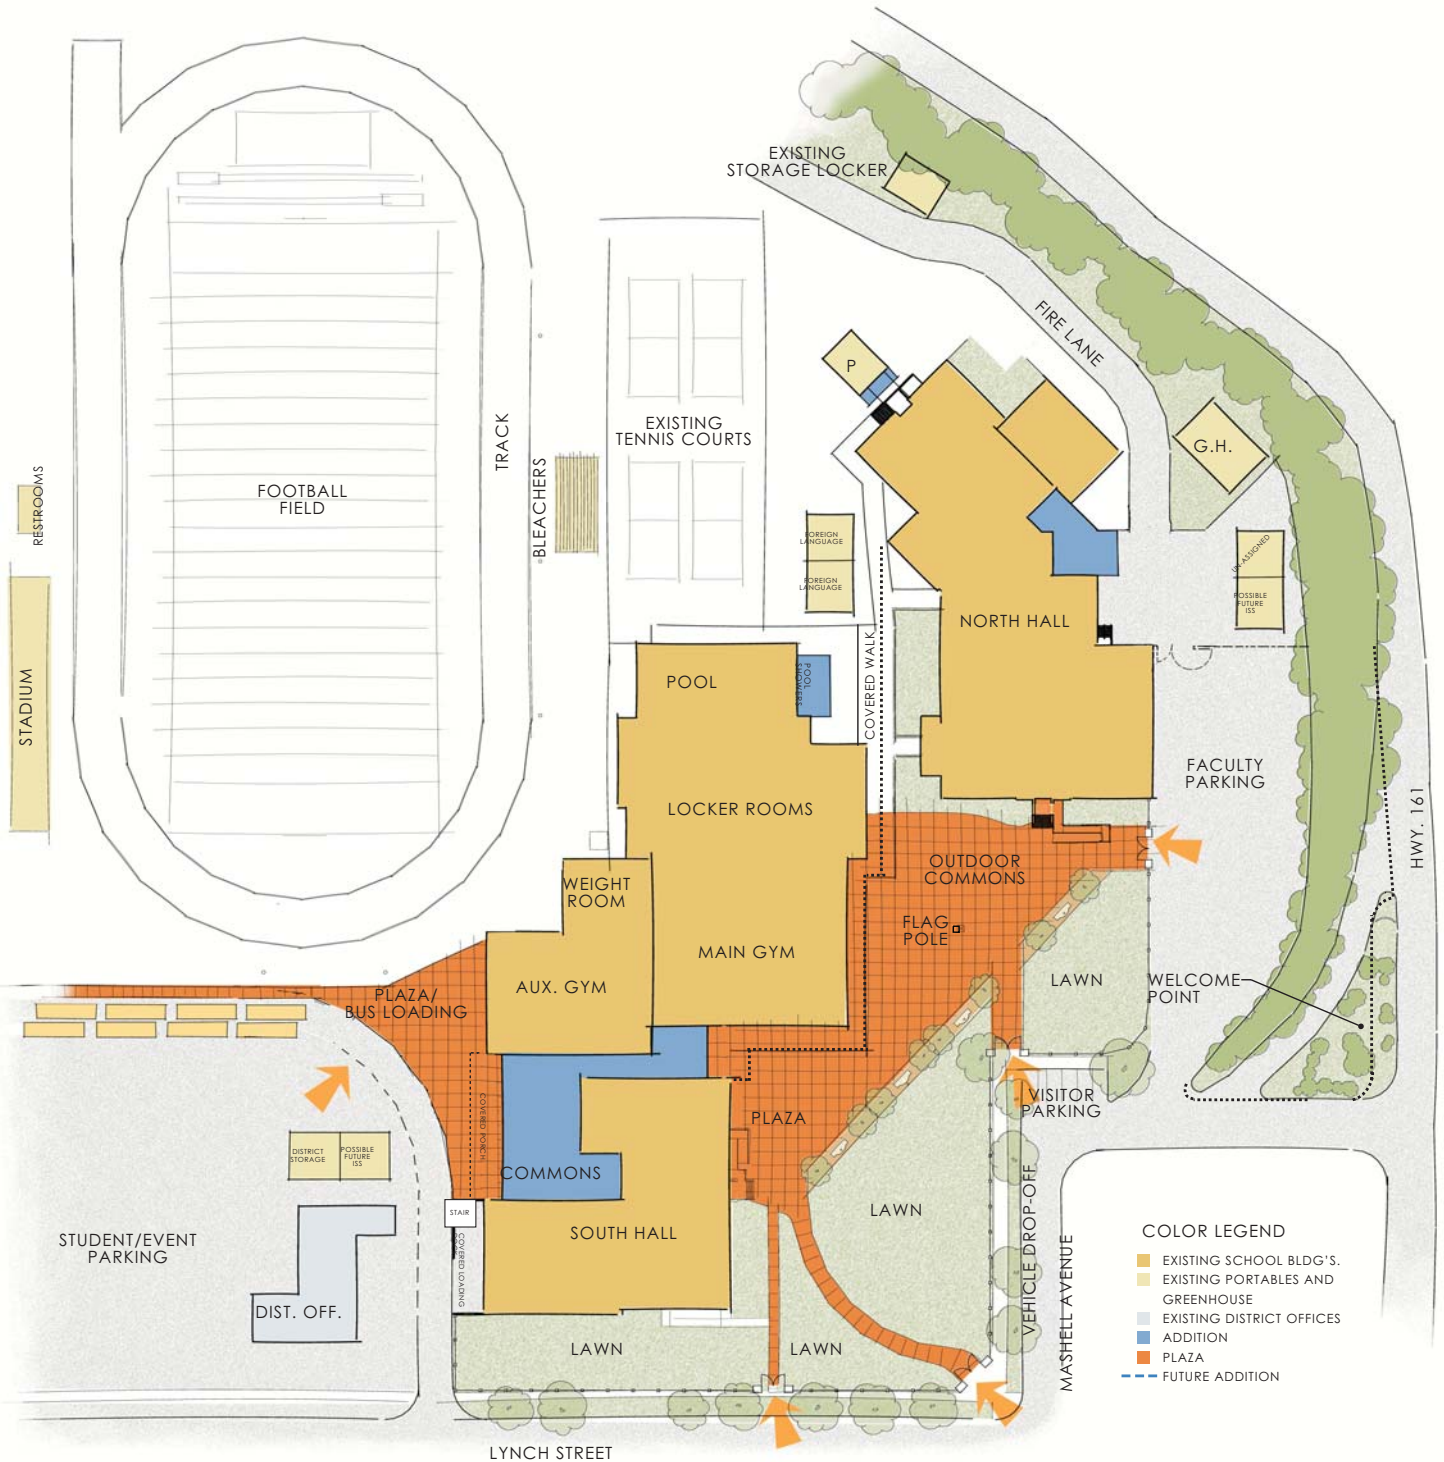 EXISTING
STORAGE LOCKER
FIRE LANE
P
G.H.
EXISTING
TENNIS COURTS
TRACK
BLEACHERS
FOOTBALL
FIELD
RESTROOMS
STADIUM
FOREIGN
LANGUAGE
FOREIGN
LANGUAGE
UN-ASSIGNED
POSSIBLE
FUTURE
ISS
NORTH HALL
COVERED WALK
POOL
POOL
SHOWERS
LOCKER ROOMS
FACULTY
PARKING
HWY. 161
OUTDOOR
COMMONS
FLAG
POLE
WEIGHT
ROOM
MAIN GYM
AUX. GYM
LAWN
WELCOME
POINT
PLAZA/
BUS LOADING
VISITOR
PARKING
PLAZA
COVERED PORCH
COMMONS
DISTRICT
STORAGE
POSSIBLE
FUTURE
ISS
STAIR
COVERED LOADING
SOUTH HALL
LAWN
STUDENT/EVENT
PARKING
DIST. OFF.
VEHICLE DROP-OFF
MASHELL AVENUE
LAWN
LAWN
LYNCH STREET
COLOR LEGEND
EXISTING SCHOOL BLDG'S.
EXISTING PORTABLES AND
GREENHOUSE
EXISTING DISTRICT OFFICES
ADDITION
PLAZA
FUTURE ADDITION